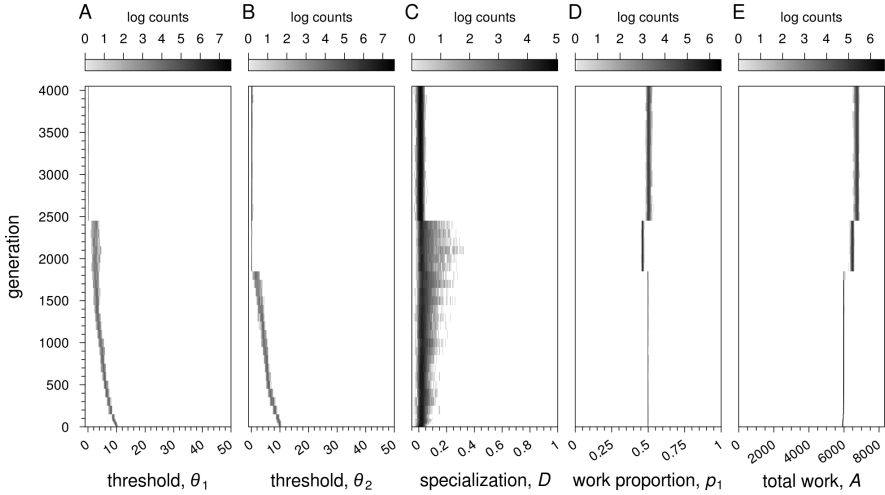 A B C D E
log counts log counts log counts log counts log counts
0 1 2 3 4 5 6 7 0 1 2 3 4 5 6 7 0 1 2 3 4 5 0 1 2 3 4 5 6 0 1 2 3 4 5 6
generation
4000
3500
3000
2500
2000
1500
1000
500
0
0 10 20 30 40 50 0 10 20 30 40 50 0 0.2 0.4 0.6 0.8 1 0 0.25 0.5 0.75 1 0 2000 4000 6000 8000
threshold, θ1 threshold, θ2 specialization, D work proportion, p1 total work, A